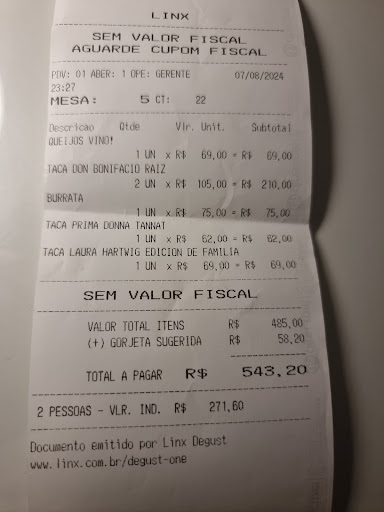 LINX
SEM VALOR FISCAL
AGUARDE CUPOM FISCAL
PDV: 01 ABER: 1 OPE: GERENTE 07/08/2024
23:27
MESA: 5 CT: 22
Descricao Qtde Vlr. Unit. Subtotal
QUEIJOS VINO!
1 UN x R$ 69,00 = R$ 69,00
TACA DON BONIFACIO RAIZ
2 UN x R$ 105,00 = R$ 210,00
BURRATA
1 UN x R$ 75,00 = R$ 75,00
TACA PRIMA DONNA TANNAT
1 UN x R$ 62,00 = R$ 62,00
TACA LAURA HARTWIG EDICION DE FAMILIA
1 UN x R$ 69,00 = R$ 69,00
SEM VALOR FISCAL
VALOR TOTAL ITENS R$ 485,00
(+) GORJETA SUGERIDA R$ 58,20
TOTAL A PAGAR R$ 543,20
2 PESSOAS - VLR. IND. R$ 271,60
Documento emitido por Linx Degust
www.linx.com.br/degust-one